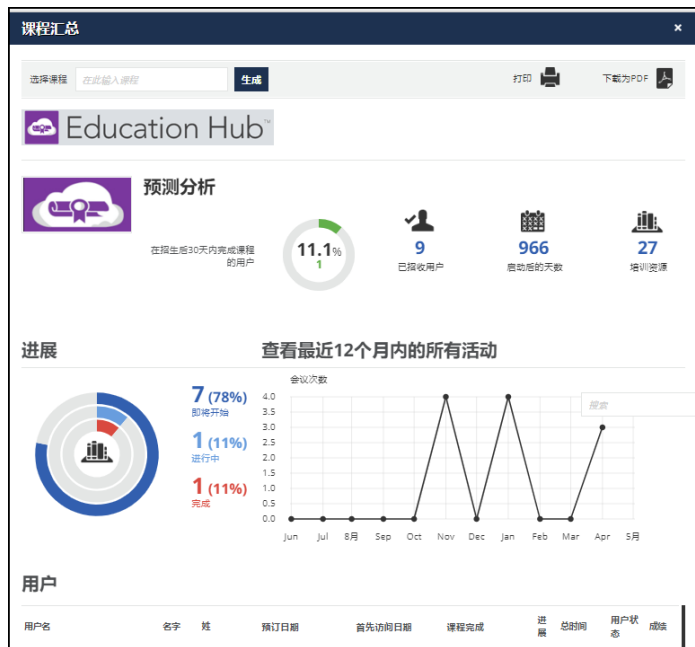 课程汇总 ×
选择课程 在此输入课程 生成 打印 下载为PDF
Education Hub™
预测分析
在招生后30天内完成课程
的用户
11.1%
1
9
已招收用户
966
启动后的天数
27
培训资源
进展
7 (78%)
即将开始
1 (11%)
进行中
1 (11%)
完成
查看最近12个月内的所有活动
会议次数
搜索
4.0
3.5
3.0
2.5
2.0
1.5
1.0
0.5
0.0
Jun Jul 8月 Sep Oct Nov Dec Jan Feb Mar Apr 5月
用户
用户名 名字 姓 预订日期 首先访问日期 课程完成 进展 总时间 用户状态 成绩